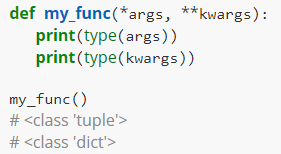 def my_func(*args, **kwargs):
    print(type(args))
    print(type(kwargs))

my_func()
# <class 'tuple'>
# <class 'dict'>